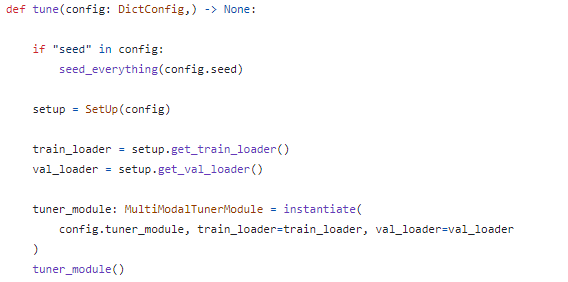 def tune(config: DictConfig,) -> None:
    if "seed" in config:
        seed_everything(config.seed)
    setup = SetUp(config)
    train_loader = setup.get_train_loader()
    val_loader = setup.get_val_loader()
    tuner_module: MultiModalTunerModule = instantiate(
        config.tuner_module, train_loader=train_loader, val_loader=val_loader
    )
    tuner_module()